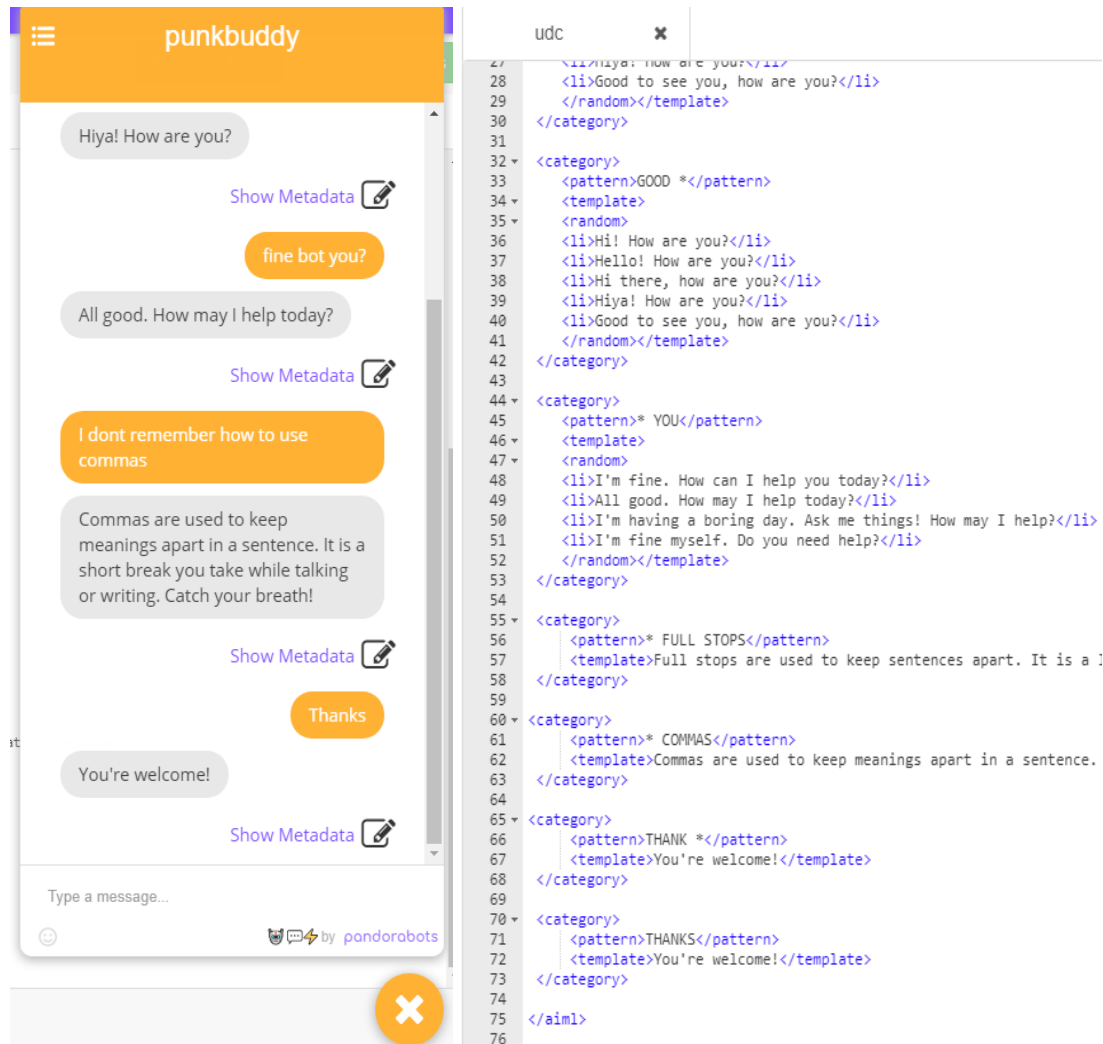 punkbuddy
Hiya! How are you?
Show Metadata
fine bot you?
All good. How may I help today?
Show Metadata
I dont remember how to use
commas
Commas are used to keep
meanings apart in a sentence. It is a
short break you take while talking
or writing. Catch your breath!
Show Metadata
Thanks
You're welcome!
Show Metadata
Type a message...
by pandorabots
udc
27 <li>Hiya! How are you?</li>
28 <li>Good to see you, how are you?</li>
29 </random></template>
30 </category>
31
32 <category>
33 <pattern>GOOD *</pattern>
34 <template>
35 <random>
36 <li>Hi! How are you?</li>
37 <li>Hello! How are you?</li>
38 <li>Hi there, how are you?</li>
39 <li>Hiya! How are you?</li>
40 <li>Good to see you, how are you?</li>
41 </random></template>
42 </category>
43
44 <category>
45 <pattern>* YOU</pattern>
46 <template>
47 <random>
48 <li>I'm fine. How can I help you today?</li>
49 <li>All good. How may I help today?</li>
50 <li>I'm having a boring day. Ask me things! How may I help?</li>
51 <li>I'm fine myself. Do you need help?</li>
52 </random></template>
53 </category>
54
55 <category>
56 <pattern>* FULL STOPS</pattern>
57 <template>Full stops are used to keep sentences apart. It is a
58 </category>
59
60 <category>
61 <pattern>* COMMAS</pattern>
62 <template>Commas are used to keep meanings apart in a sentence.
63 </category>
64
65 <category>
66 <pattern>THANK *</pattern>
67 <template>You're welcome!</template>
68 </category>
69
70 <category>
71 <pattern>THANKS</pattern>
72 <template>You're welcome!</template>
73 </category>
74
75 </aiml>
76